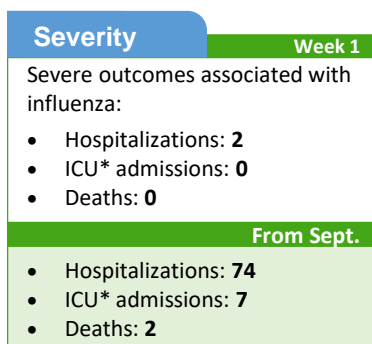 Severity
Week 1
Severe outcomes associated with
influenza:
• Hospitalizations: 2
• ICU* admissions: 0
• Deaths: 0
From Sept.
• Hospitalizations: 74
• ICU* admissions: 7
• Deaths: 2